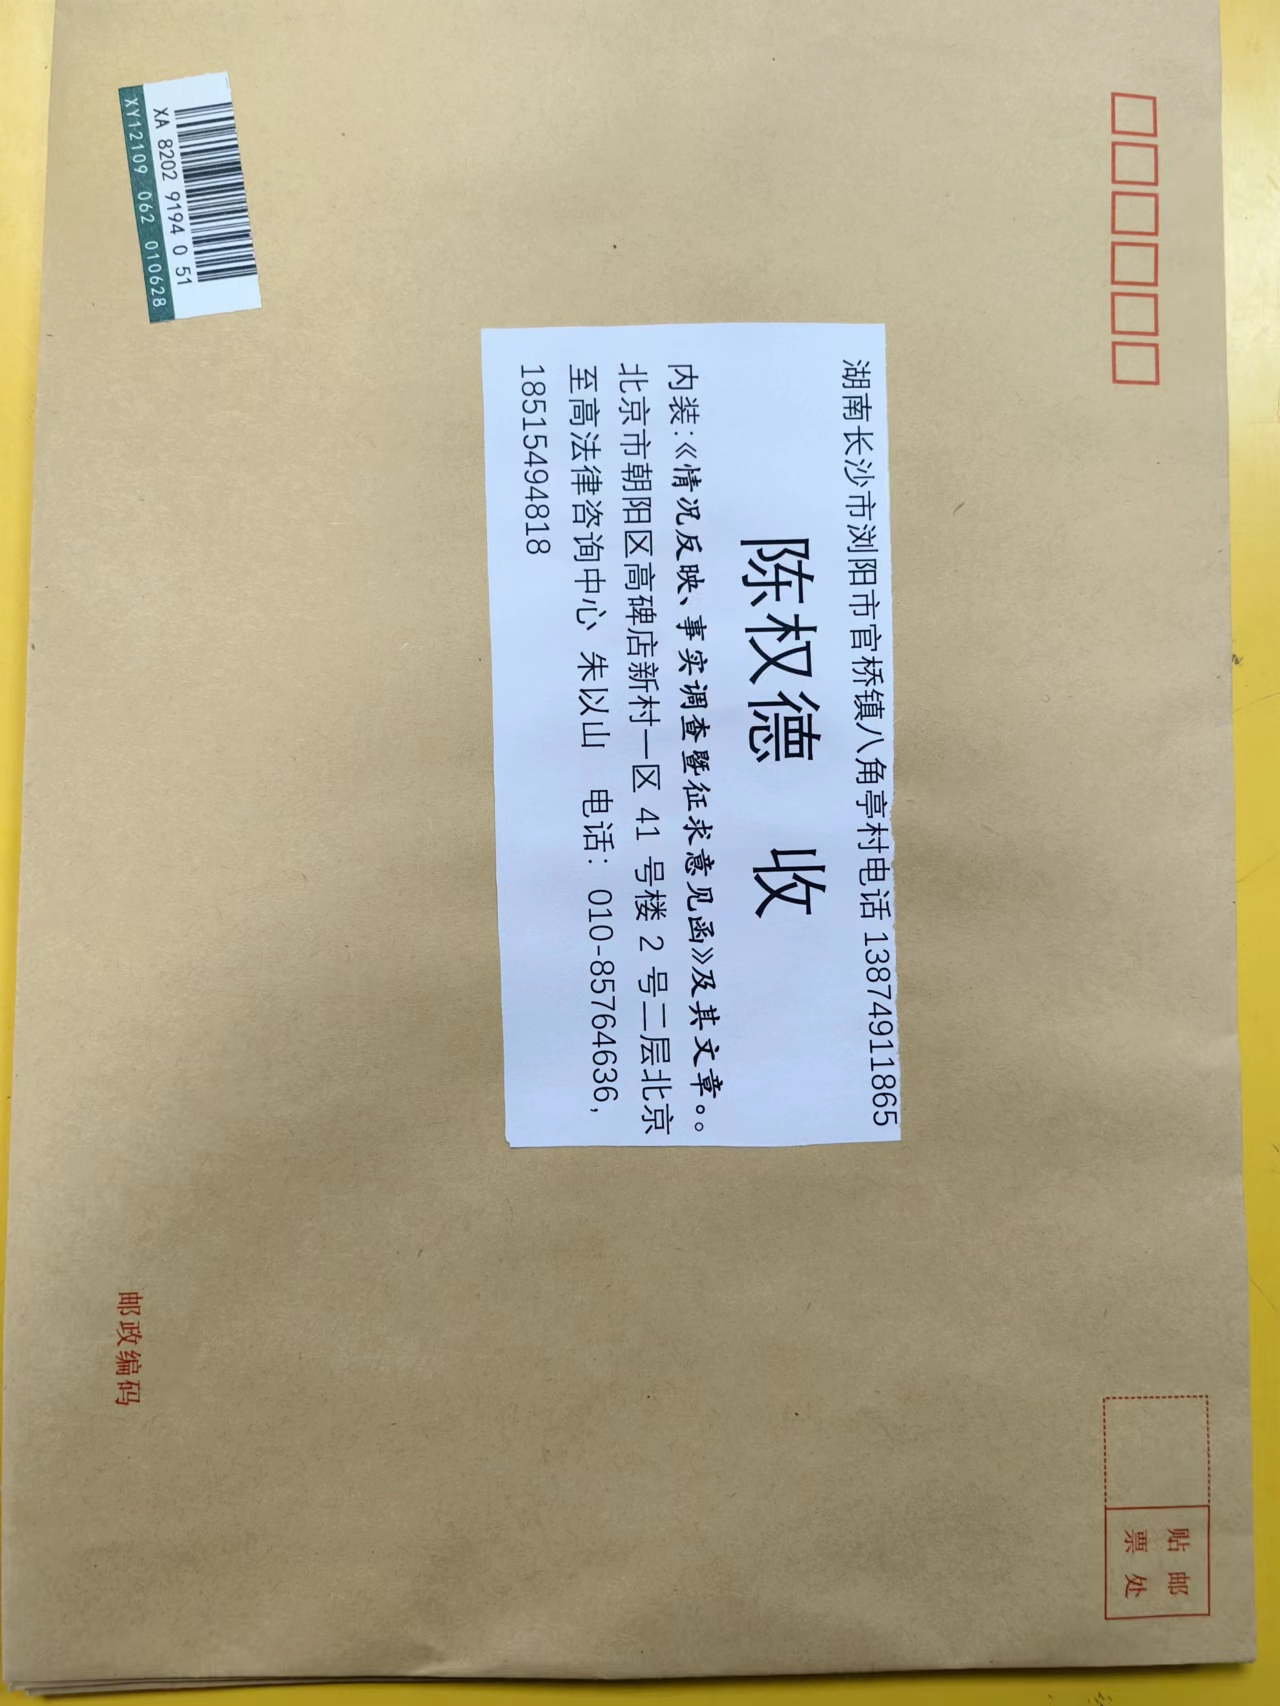 湖南长沙市浏阳市官桥镇八角亭村电话 13874911865
陈权德 收
内装:《情况反映、事实调查暨征求意见函》及其文章。。
北京市朝阳区高碑店新村一区 41 号楼 2 号二层北京
至高法律咨询中心 朱以山 电话：010-85764636，
18515494818
XA 8202 9194 0 51
XY12109 062 010628
贴 邮
票 处
邮政编码